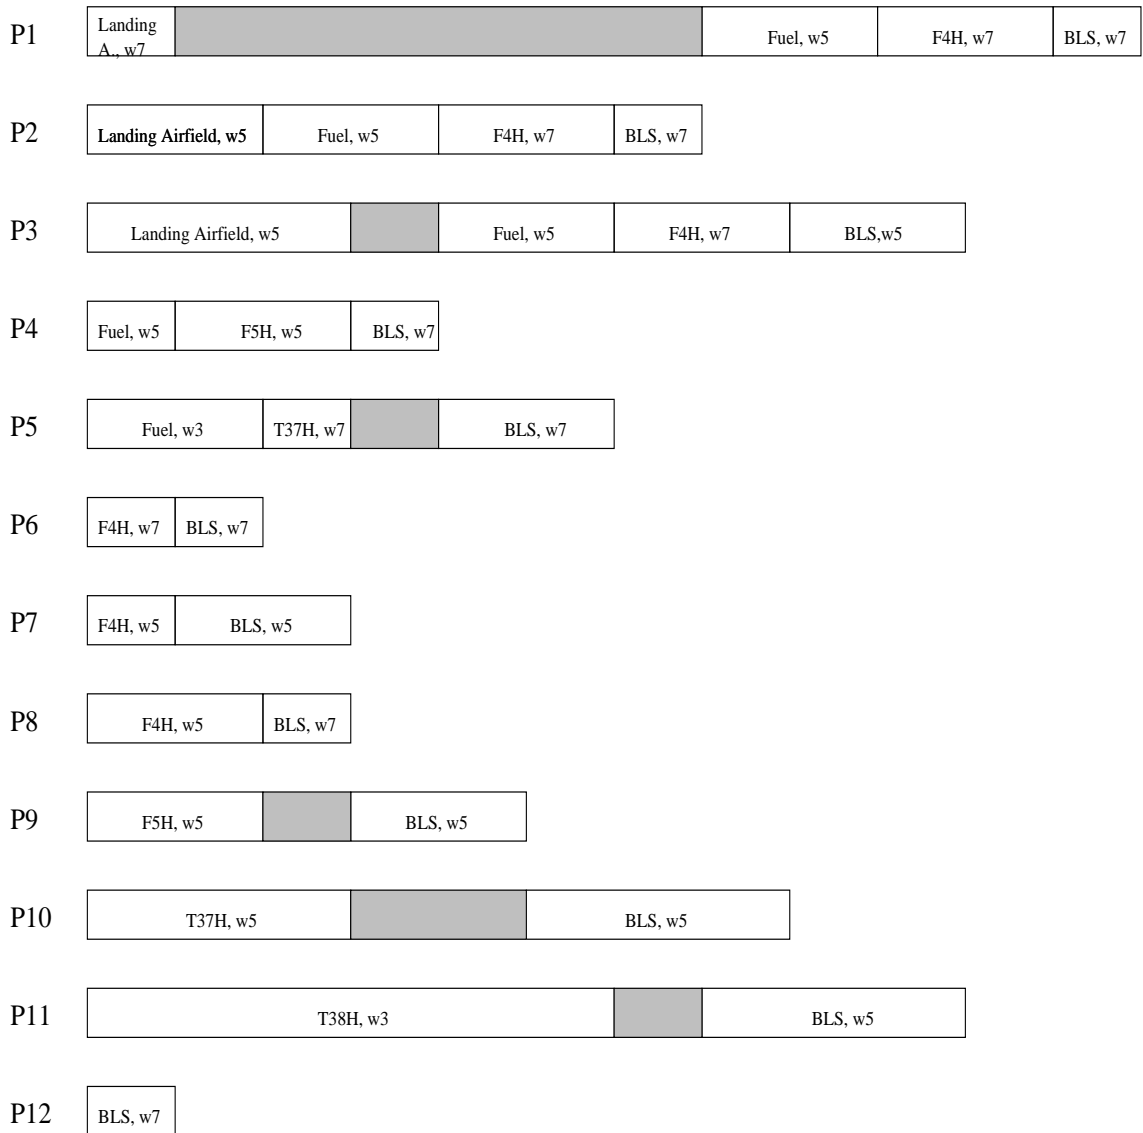 P1
Landing
A., w7
Fuel, w5
F4H, w7
BLS, w7
P2
Landing Airfield, w5
Fuel, w5
F4H, w7
BLS, w7
P3
Landing Airfield, w5
Fuel, w5
F4H, w7
BLS,w5
P4
Fuel, w5
F5H, w5
BLS, w7
P5
Fuel, w3
T37H, w7
BLS, w7
P6
F4H, w7
BLS, w7
P7
F4H, w5
BLS, w5
P8
F4H, w5
BLS, w7
P9
F5H, w5
BLS, w5
P10
T37H, w5
BLS, w5
P11
T38H, w3
BLS, w5
P12
BLS, w7